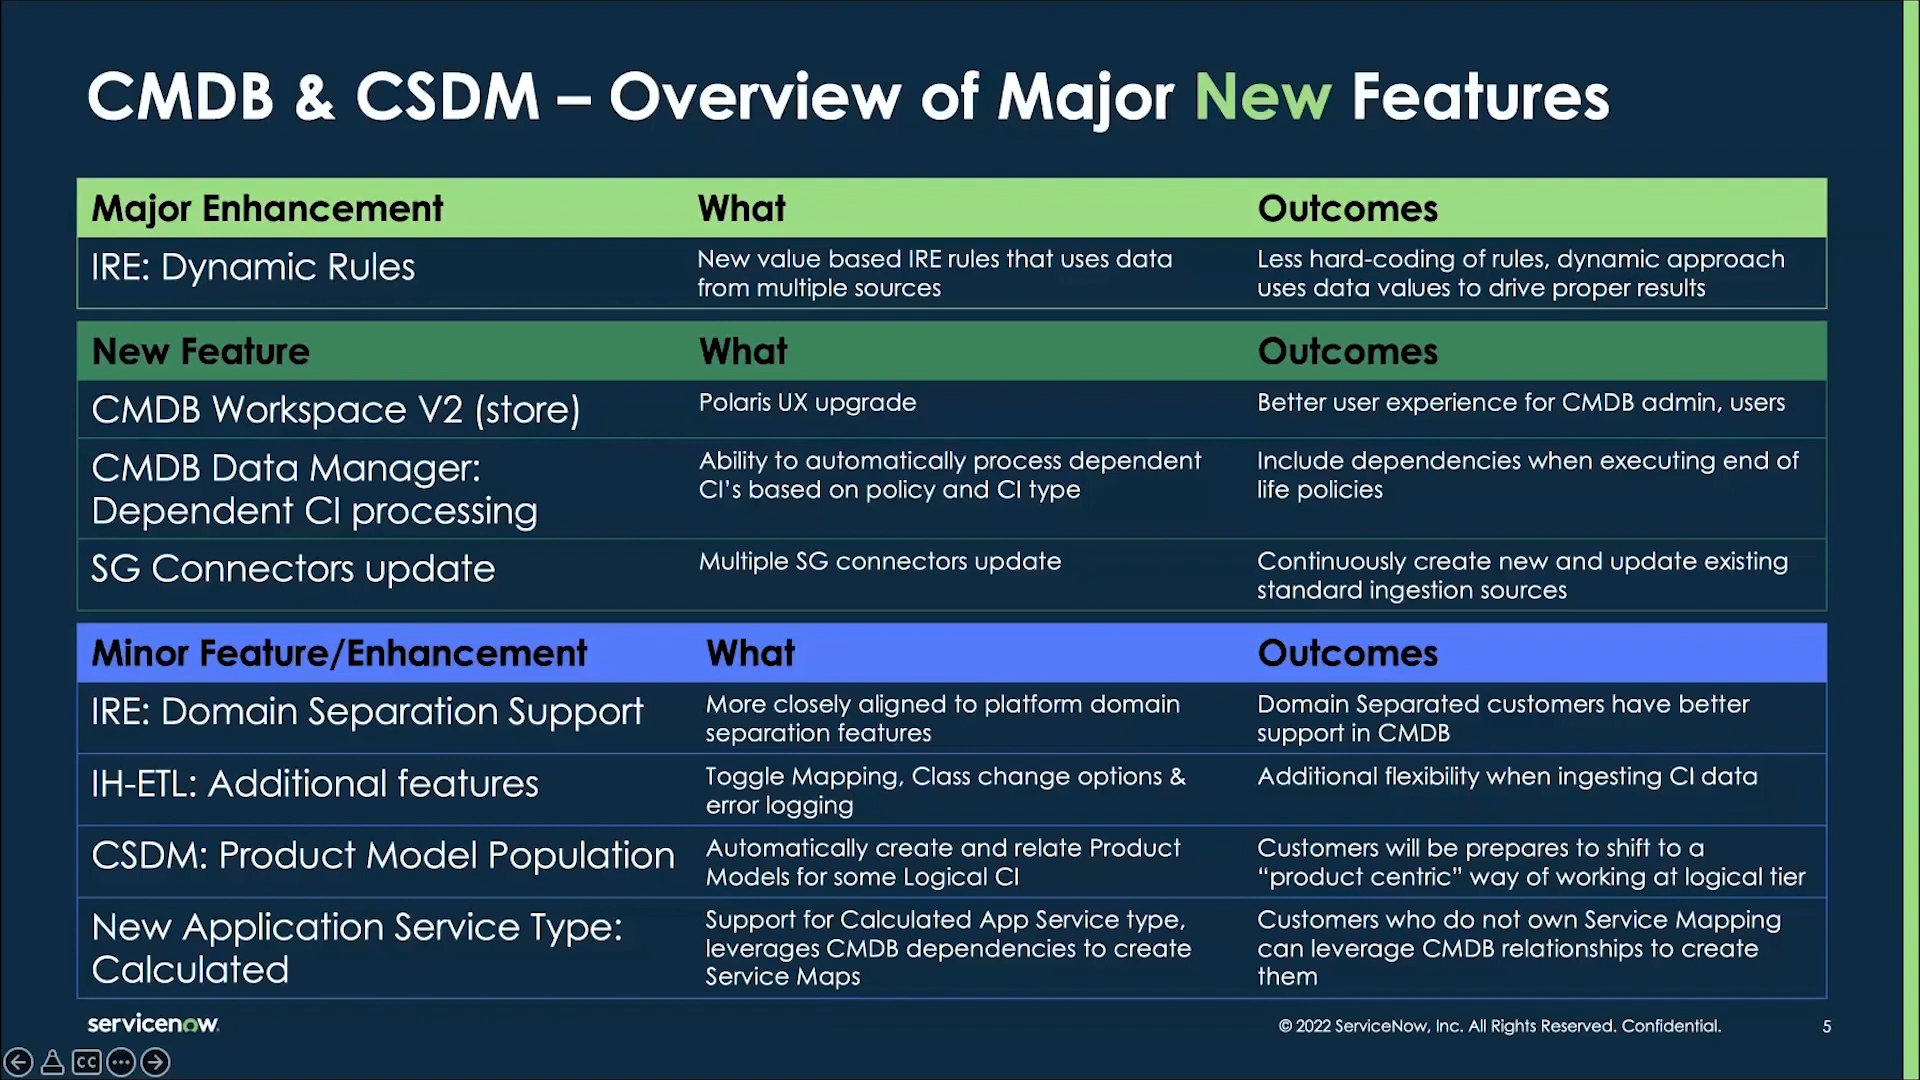 CMDB & CSDM – Overview of Major New Features
Major Enhancement What Outcomes
IRE: Dynamic Rules
New value based IRE rules that uses data
from multiple sources
Less hard-coding of rules, dynamic approach
uses data values to drive proper results
New Feature What Outcomes
CMDB Workspace V2 (store)
Polaris UX upgrade
Better user experience for CMDB admin, users
CMDB Data Manager:
Dependent CI processing
Ability to automatically process dependent
CI's based on policy and CI type
Include dependencies when executing end of
life policies
SG Connectors update
Multiple SG connectors update
Continuously create new and update existing
standard ingestion sources
Minor Feature/Enhancement What Outcomes
IRE: Domain Separation Support
More closely aligned to platform domain
separation features
Domain Separated customers have better
support in CMDB
IH-ETL: Additional features
Toggle Mapping, Class change options &
error logging
Additional flexibility when ingesting CI data
CSDM: Product Model Population
Automatically create and relate Product
Models for some Logical CI
Customers will be prepares to shift to a
“product centric” way of working at logical tier
New Application Service Type:
Calculated
Support for Calculated App Service type,
leverages CMDB dependencies to create
Service Maps
Customers who do not own Service Mapping
can leverage CMDB relationships to create
them
servicenow.
© 2022 ServiceNow, Inc. All Rights Reserved. Confidential.
5
CC